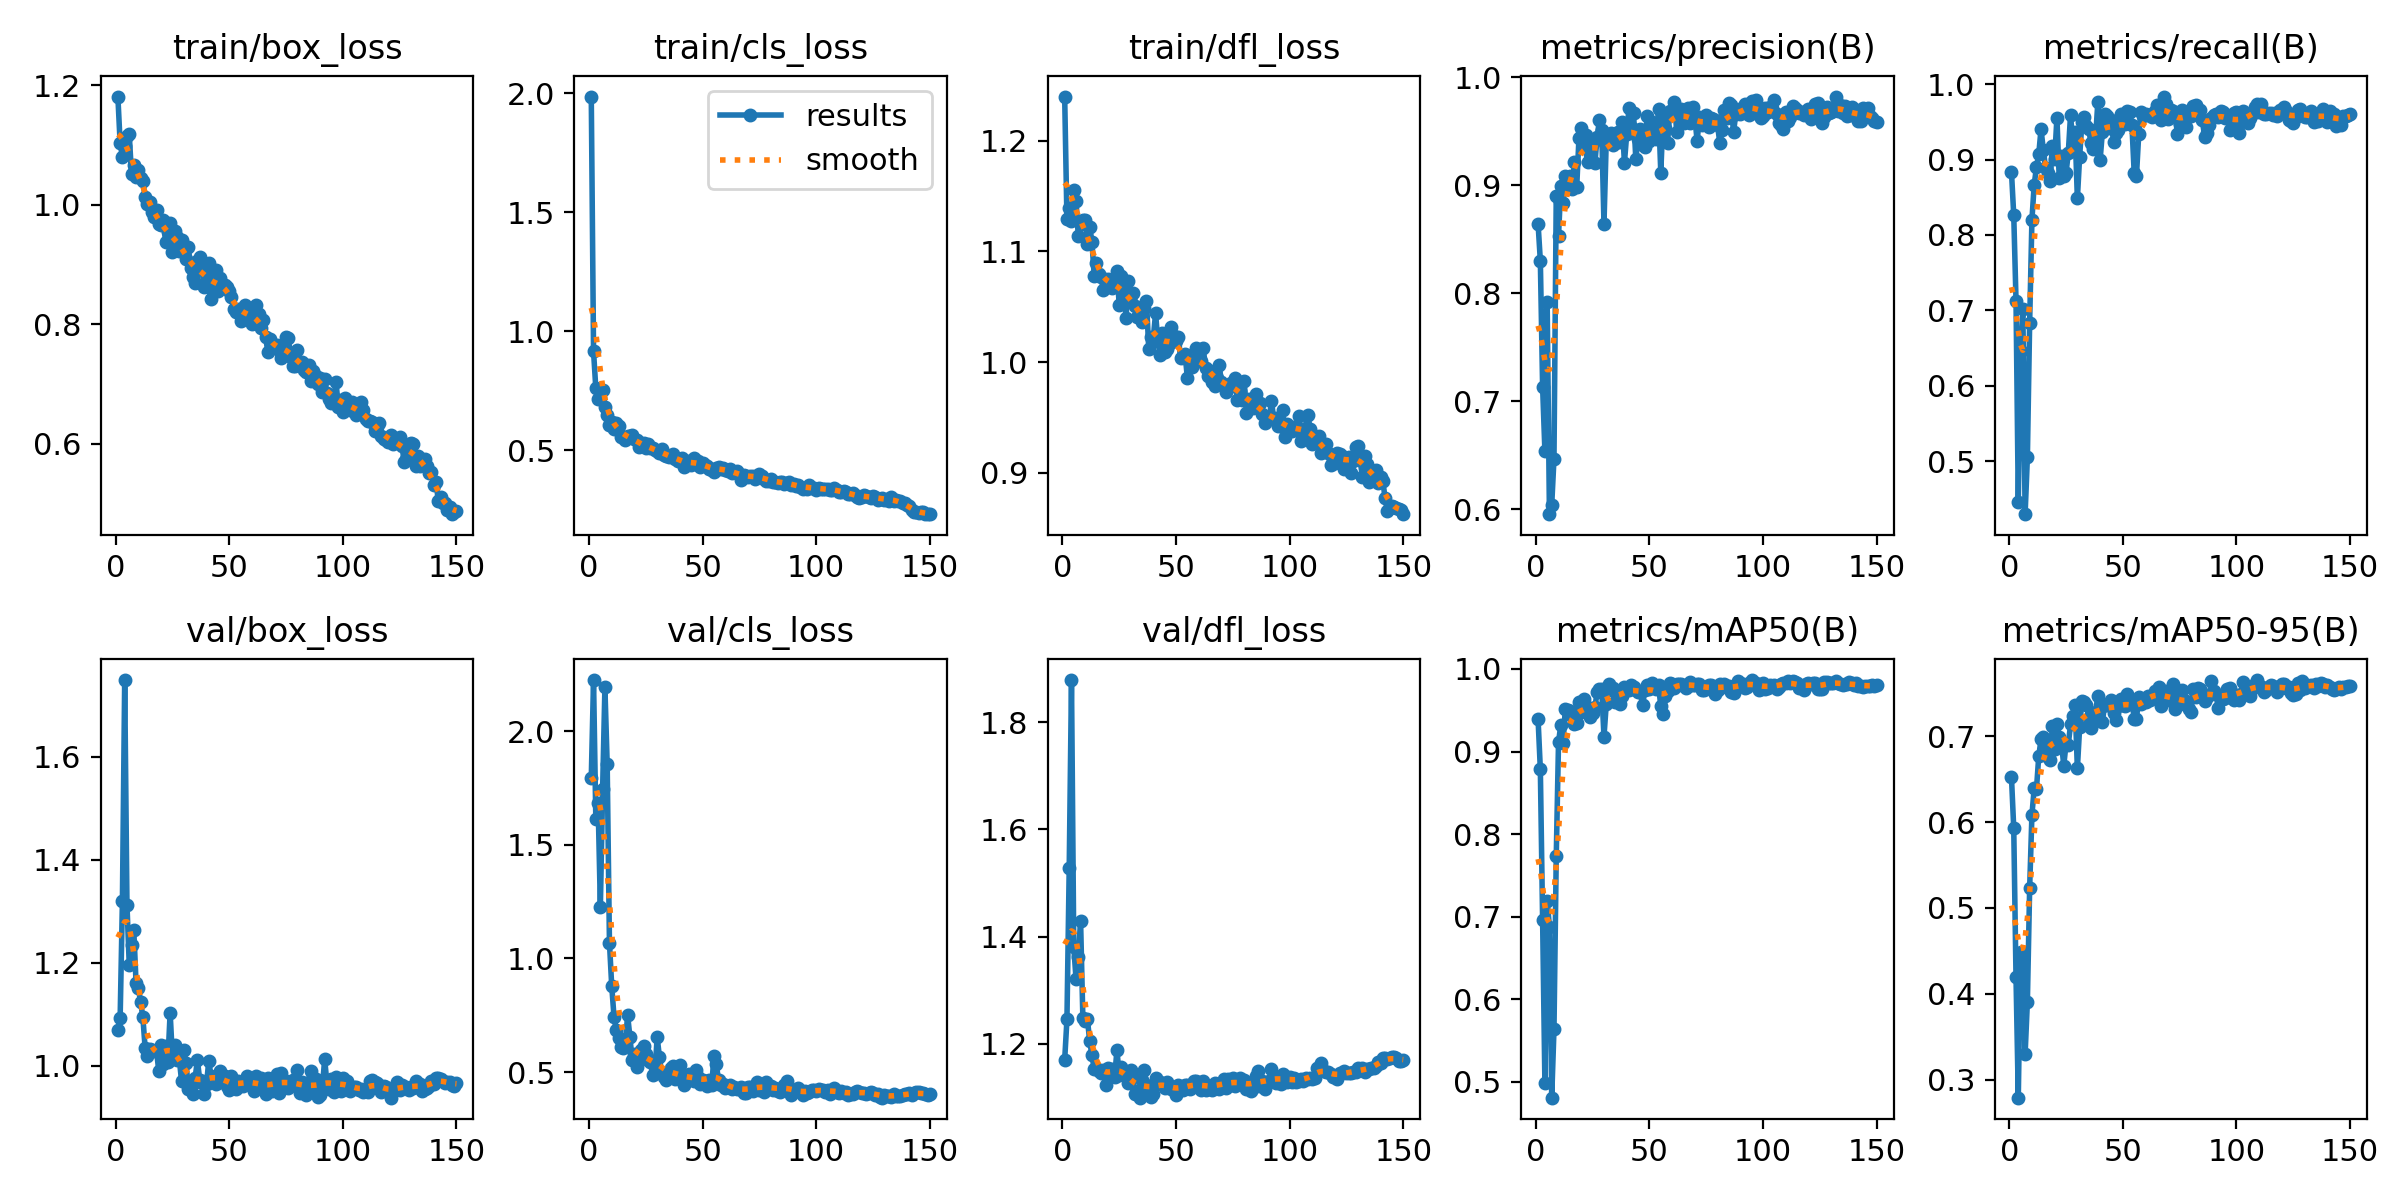 train/box_loss
1.2
1.0
0.8
0.6
0 50 100 150
train/cls_loss
results
smooth
2.0
1.5
1.0
0.5
0 50 100 150
train/dfl_loss
1.2
1.1
1.0
0.9
0 50 100 150
metrics/precision(B)
1.0
0.9
0.8
0.7
0.6
0 50 100 150
metrics/recall(B)
1.0
0.9
0.8
0.7
0.6
0.5
0 50 100 150
val/box_loss
1.6
1.4
1.2
1.0
0 50 100 150
val/cls_loss
2.0
1.5
1.0
0.5
0 50 100 150
val/dfl_loss
1.8
1.6
1.4
1.2
0 50 100 150
metrics/mAP50(B)
1.0
0.9
0.8
0.7
0.6
0.5
0 50 100 150
metrics/mAP50-95(B)
0.7
0.6
0.5
0.4
0.3
0 50 100 150